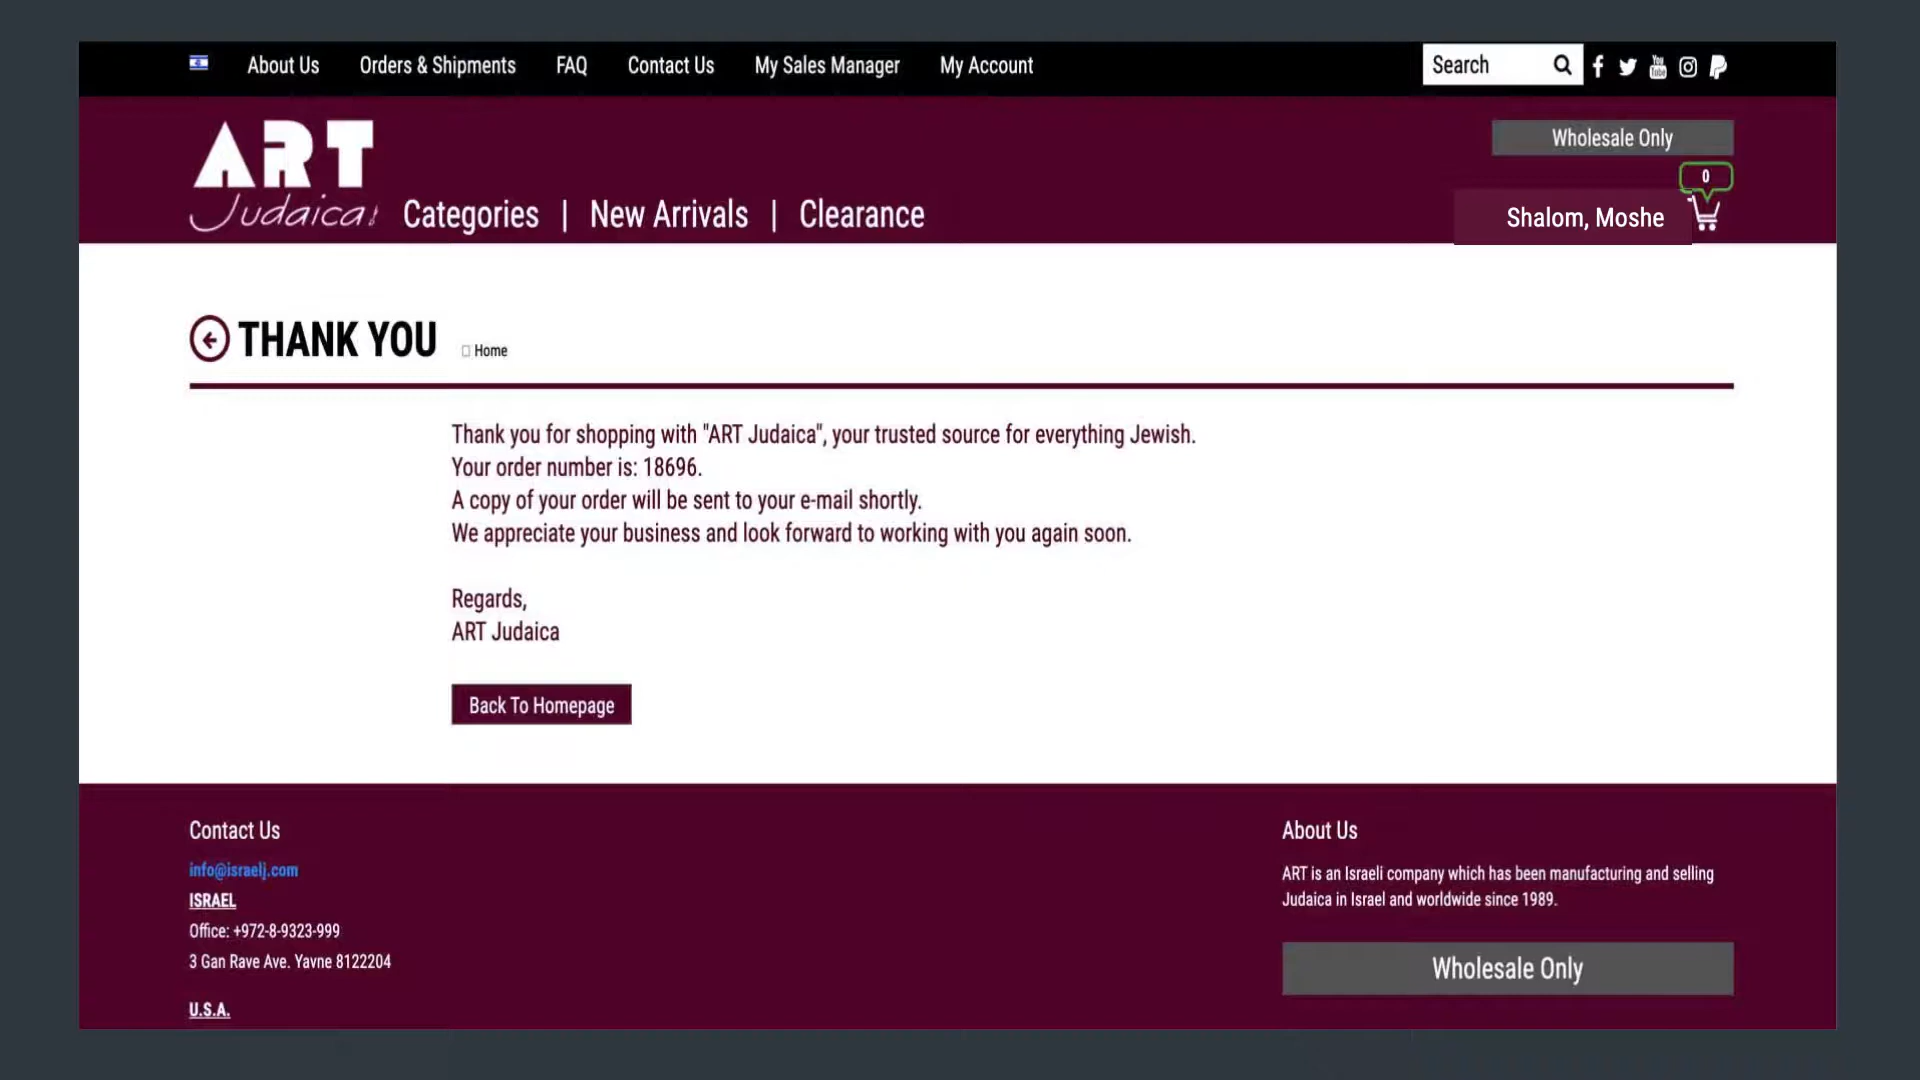 About Us Orders & Shipments FAQ Contact Us My Sales Manager My Account Search
ART
Judaica!
Wholesale Only
0
Categories | New Arrivals | Clearance
Shalom, Moshe
THANK YOU Home
Thank you for shopping with "ART Judaica", your trusted source for everything Jewish.
Your order number is: 18696.
A copy of your order will be sent to your e-mail shortly.
We appreciate your business and look forward to working with you again soon.
Regards,
ART Judaica
Back To Homepage
Contact Us
info@israelj.com
ISRAEL
Office: +972-8-9323-999
3 Gan Rave Ave. Yavne 8122204
U.S.A.
About Us
ART is an Israeli company which has been manufacturing and selling
Judaica in Israel and worldwide since 1989.
Wholesale Only